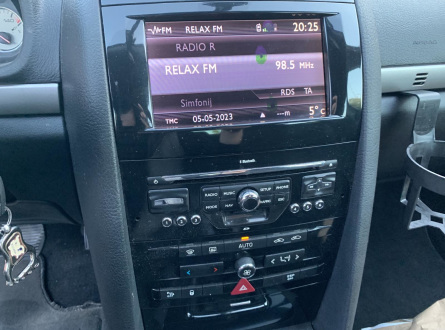 FM RELAX FM 20:25
RADIO R
RELAX FM 98.5 MHz
RDS TA
Simfonij
TMC 05-05-2023 ---m 5°C
Bluetooth
RADIO MUSIC SETUP PHONE
MODE NAV
AUTO